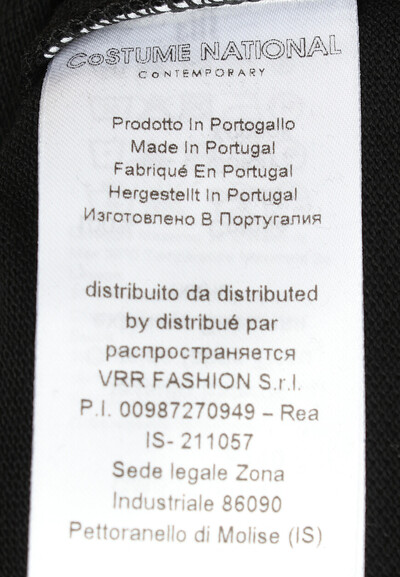 CoSTUME NATIONAL
CoNTEMPORARY
Prodotto In Portogallo
Made In Portugal
Fabriqué En Portugal
Hergestellt In Portugal
Изготовлено В Португалия
distribuito da distributed
by distribué par
распространяется
VRR FASHION S.r.l.
P.I. 00987270949 – Rea
IS- 211057
Sede legale Zona
Industriale 86090
Pettoranello di Molise (IS)